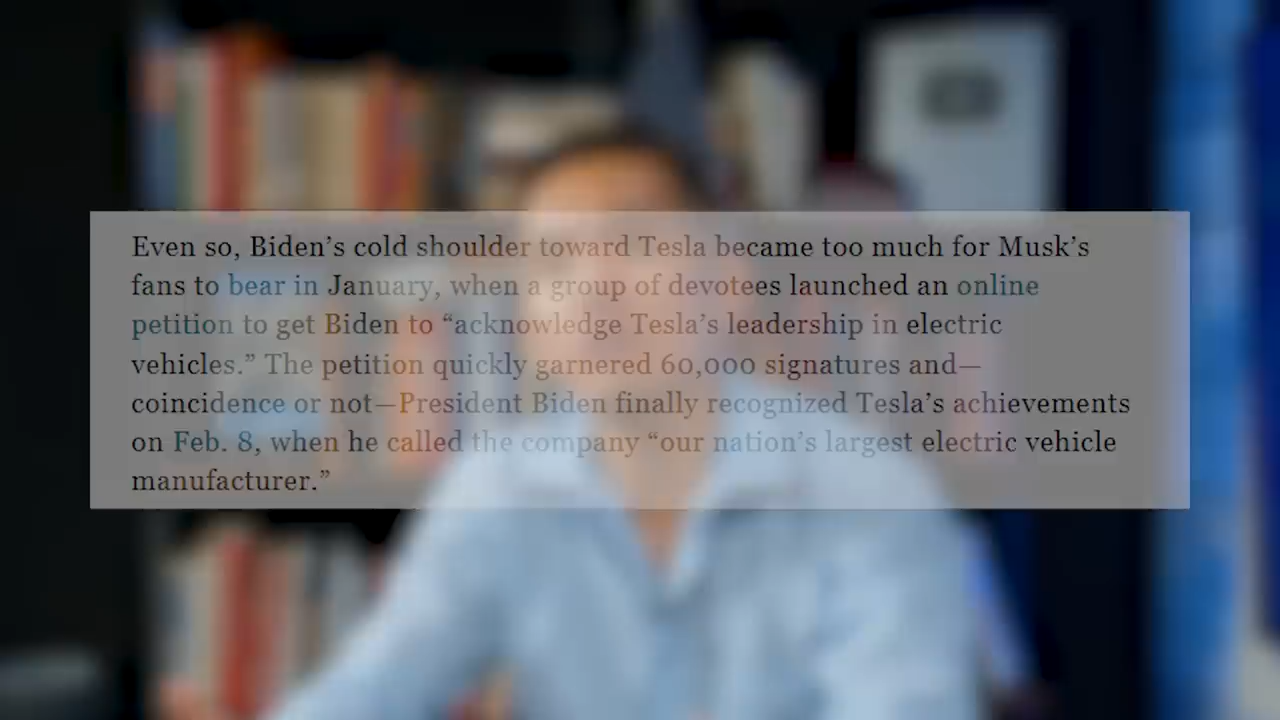 Even so, Biden’s cold shoulder toward Tesla became too much for Musk’s
fans to bear in January, when a group of devotees launched an online
petition to get Biden to “acknowledge Tesla’s leadership in electric
vehicles.” The petition quickly garnered 60,000 signatures and—
coincidence or not—President Biden finally recognized Tesla’s achievements
on Feb. 8, when he called the company “our nation’s largest electric vehicle
manufacturer.”